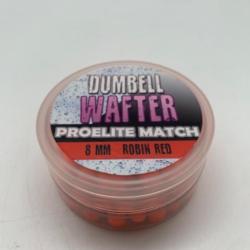 DUMBELL
WAFTER
PROELITE MATCH
8 MM ROBIN RED